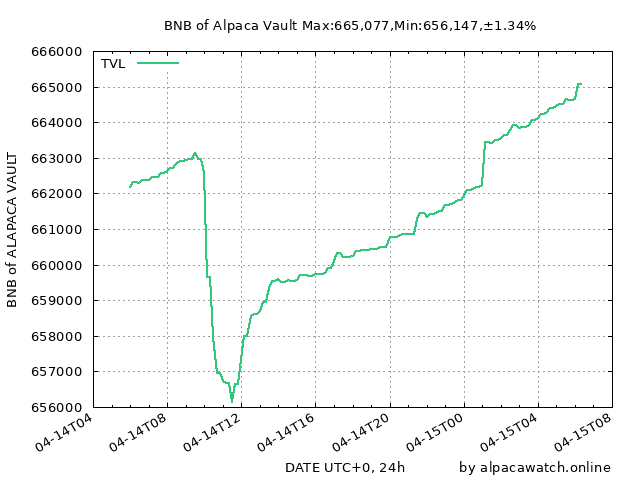 BNB of Alpaca Vault Max:665,077,Min:656,147,±1.34%
TVL
666000
665000
664000
663000
662000
661000
660000
659000
658000
657000
656000
BNB of ALAPACA VAULT
04-14T04
04-14T08
04-14T12
04-14T16
04-14T20
04-15T00
04-15T04
04-15T08
DATE UTC+0, 24h
by alpacawatch.online